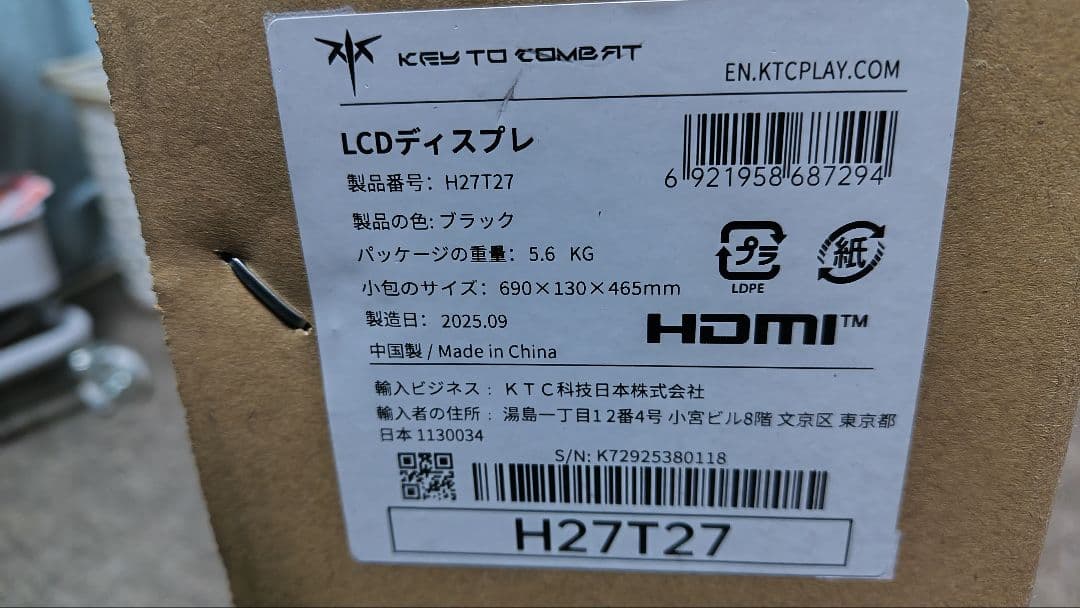 KEY TO COMBAT
EN.KTCPLAY.COM
LCDディスプレ
製品番号: H27T27
6 921958 687294
製品の色: ブラック
パッケージの重量: 5.6 KG
プラ
紙
LDPE
小包のサイズ: 690×130×465mm
製造日: 2025.09
HDMI™
中国製 / Made in China
輸入ビジネス: KTC科技日本株式会社
輸入者の住所: 湯島一丁目12番4号 小宮ビル8階 文京区 東京都
日本 1130034
S/N: K72925380118
H27T27